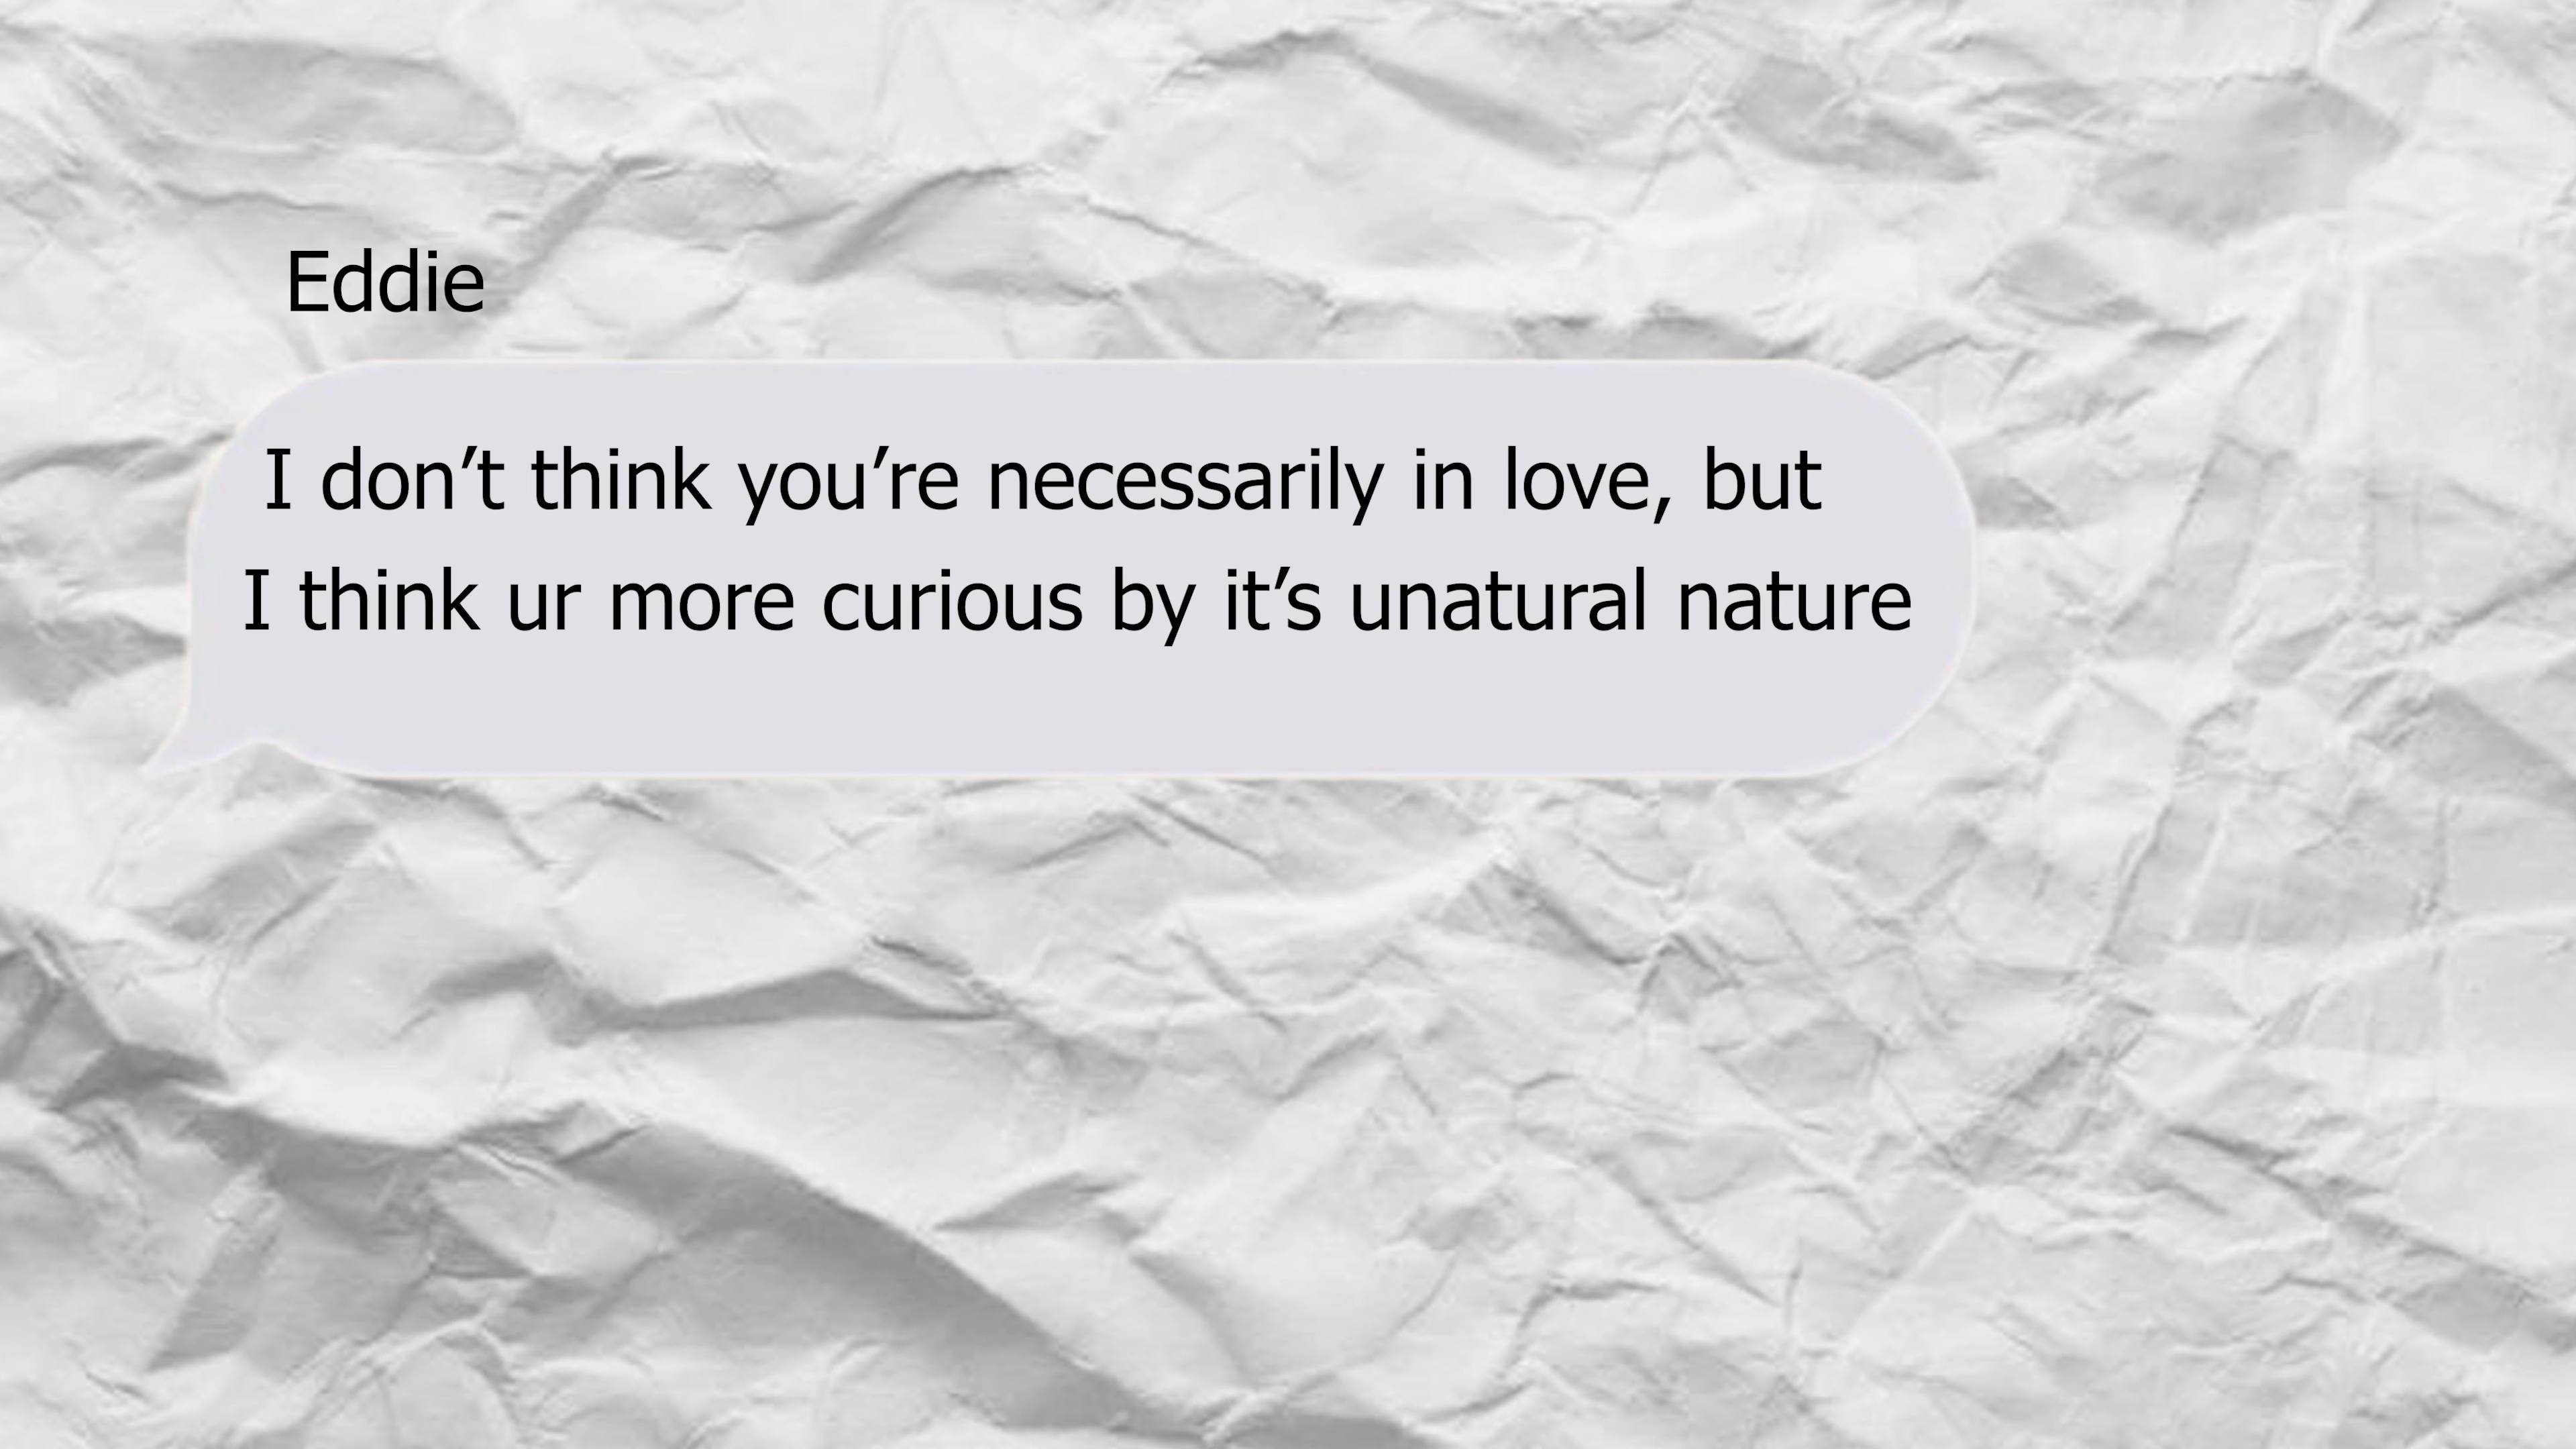 Eddie
I don’t think you’re necessarily in love, but
I think ur more curious by it’s unatural nature